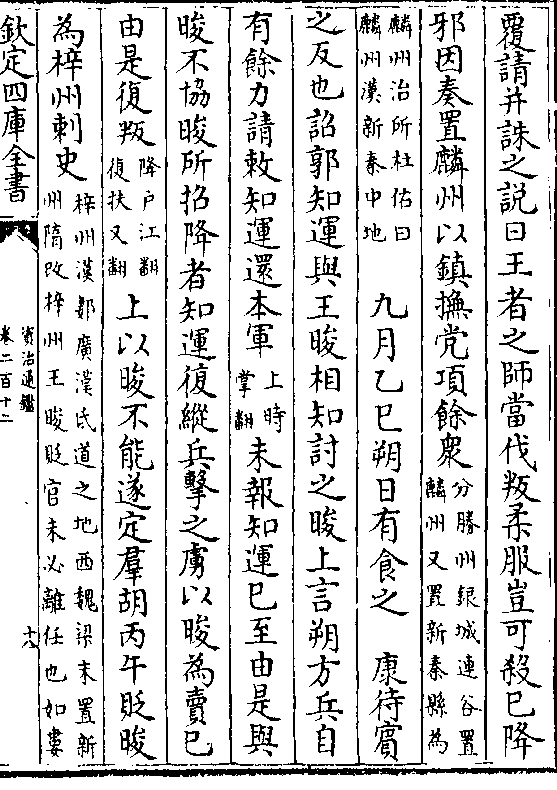 覆請并誅之説曰王者之師當伐叛柔服豈可殺已降
邪因奏置麟州以鎮撫党項餘衆分勝州銀城連谷置
麟州又置新秦縣為
麟州治所杜佑曰
麟州漢新秦中地
九月乙巳朔日有食之 康待賓
之反也詔郭知運與王晙相知討之晙上言朔方兵自
有餘力請敕知運還本軍上時
掌翻未報知運已至由是與
晙不協晙所招降者知運復縱兵擊之虜以晙為賣已
由是復叛降户江翻
復扶又翻上以晙不能遂定羣胡丙午貶晙
為梓州刺史梓州漢郪廣漢氐道之地西魏梁末置新
州隋改梓州王晙貶官未必離任也如婁
欽定四庫全書
資治通鑑
卷二百十二
六